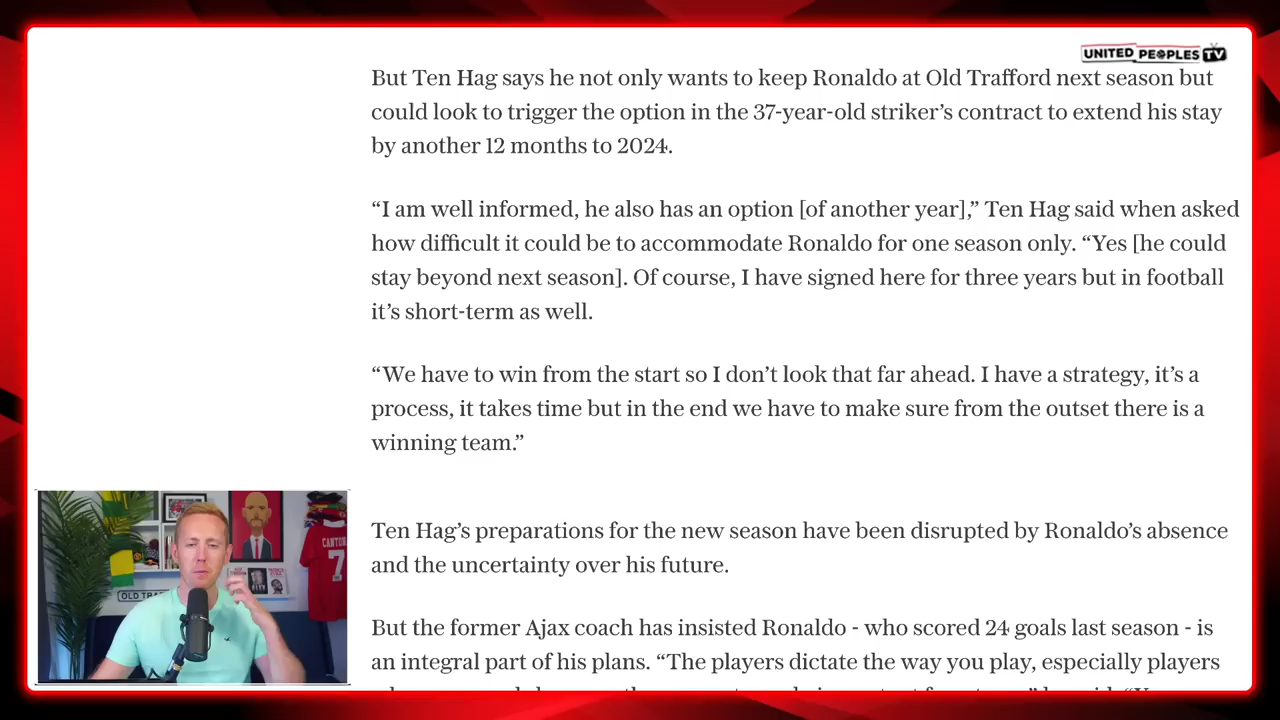 UNITED PEOPLES TV
But Ten Hag says he not only wants to keep Ronaldo at Old Trafford next season but
could look to trigger the option in the 37-year-old striker’s contract to extend his stay
by another 12 months to 2024.
“I am well informed, he also has an option [of another year],” Ten Hag said when asked
how difficult it could be to accommodate Ronaldo for one season only. “Yes [he could
stay beyond next season]. Of course, I have signed here for three years but in football
it’s short-term as well.
“We have to win from the start so I don’t look that far ahead. I have a strategy, it’s a
process, it takes time but in the end we have to make sure from the outset there is a
winning team.”
Ten Hag’s preparations for the new season have been disrupted by Ronaldo’s absence
and the uncertainty over his future.
But the former Ajax coach has insisted Ronaldo - who scored 24 goals last season - is
an integral part of his plans. “The players dictate the way you play, especially players
CANTONA
7
OLD TRA